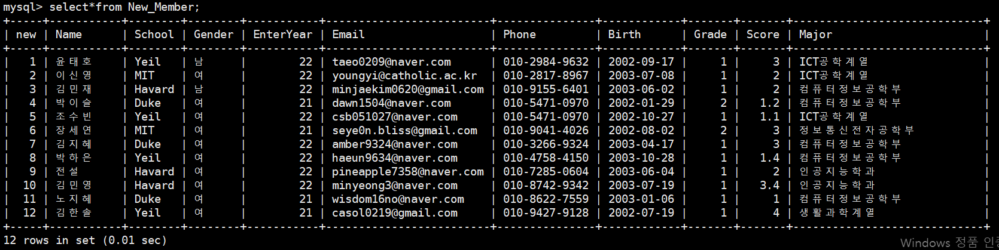 mysql> select*from New_Member;
+-----+-----------+--------+--------+-----------+-------------------------+---------------+------------+-------+-------+-----------------------------+
| new | Name | School | Gender | EnterYear | Email | Phone | Birth | Grade | Score | Major |
+-----+-----------+--------+--------+-----------+-------------------------+---------------+------------+-------+-------+-----------------------------+
| 1 | 윤태호 | Yeil | 남 | 22 | taeo0209@naver.com | 010-2984-9632 | 2002-09-17 | 1 | 3 | ICT공학계열 |
| 2 | 이신영 | MIT | 여 | 22 | youngyi@catholic.ac.kr | 010-2817-8967 | 2003-07-08 | 1 | 2 | ICT공학계열 |
| 3 | 김민재 | Havard | 남 | 22 | minjaekim0620@gmail.com | 010-9155-6401 | 2003-06-02 | 1 | 2 | 컴퓨터정보공학부 |
| 4 | 박이슬 | Duke | 여 | 21 | dawn1504@naver.com | 010-5471-0970 | 2002-01-29 | 2 | 1.2 | 컴퓨터정보공학부 |
| 5 | 조수빈 | Yeil | 여 | 22 | csb051027@naver.com | 010-5471-0970 | 2002-10-27 | 1 | 1.1 | ICT공학계열 |
| 6 | 장세연 | MIT | 여 | 21 | seye0n.bliss@gmail.com | 010-9041-4026 | 2002-08-02 | 2 | 3 | 정보통신전자공학부 |
| 7 | 김지혜 | Duke | 여 | 22 | amber9324@naver.com | 010-3266-9324 | 2003-04-17 | 1 | 3 | 컴퓨터정보공학부 |
| 8 | 박하은 | Yeil | 여 | 22 | haeun9634@naver.com | 010-4758-4150 | 2003-10-28 | 1 | 1.4 | 컴퓨터정보공학부 |
| 9 | 전설 | Havard | 여 | 22 | pineapple7358@naver.com | 010-7285-0604 | 2003-06-04 | 1 | 2 | 인공지능학과 |
| 10 | 김민영 | Havard | 여 | 22 | minyeong3@naver.com | 010-8742-9342 | 2003-07-19 | 1 | 3.4 | 인공지능학과 |
| 11 | 노지혜 | Duke | 여 | 21 | wisdom16no@naver.com | 010-8622-7559 | 2003-01-06 | 1 | 1 | 컴퓨터정보공학부 |
| 12 | 김한솔 | Yeil | 여 | 21 | casol0219@gmail.com | 010-9427-9128 | 2002-07-19 | 1 | 4 | 생활과학계열 |
+-----+-----------+--------+--------+-----------+-------------------------+---------------+------------+-------+-------+-----------------------------+
12 rows in set (0.01 sec)
Windows 정품 인